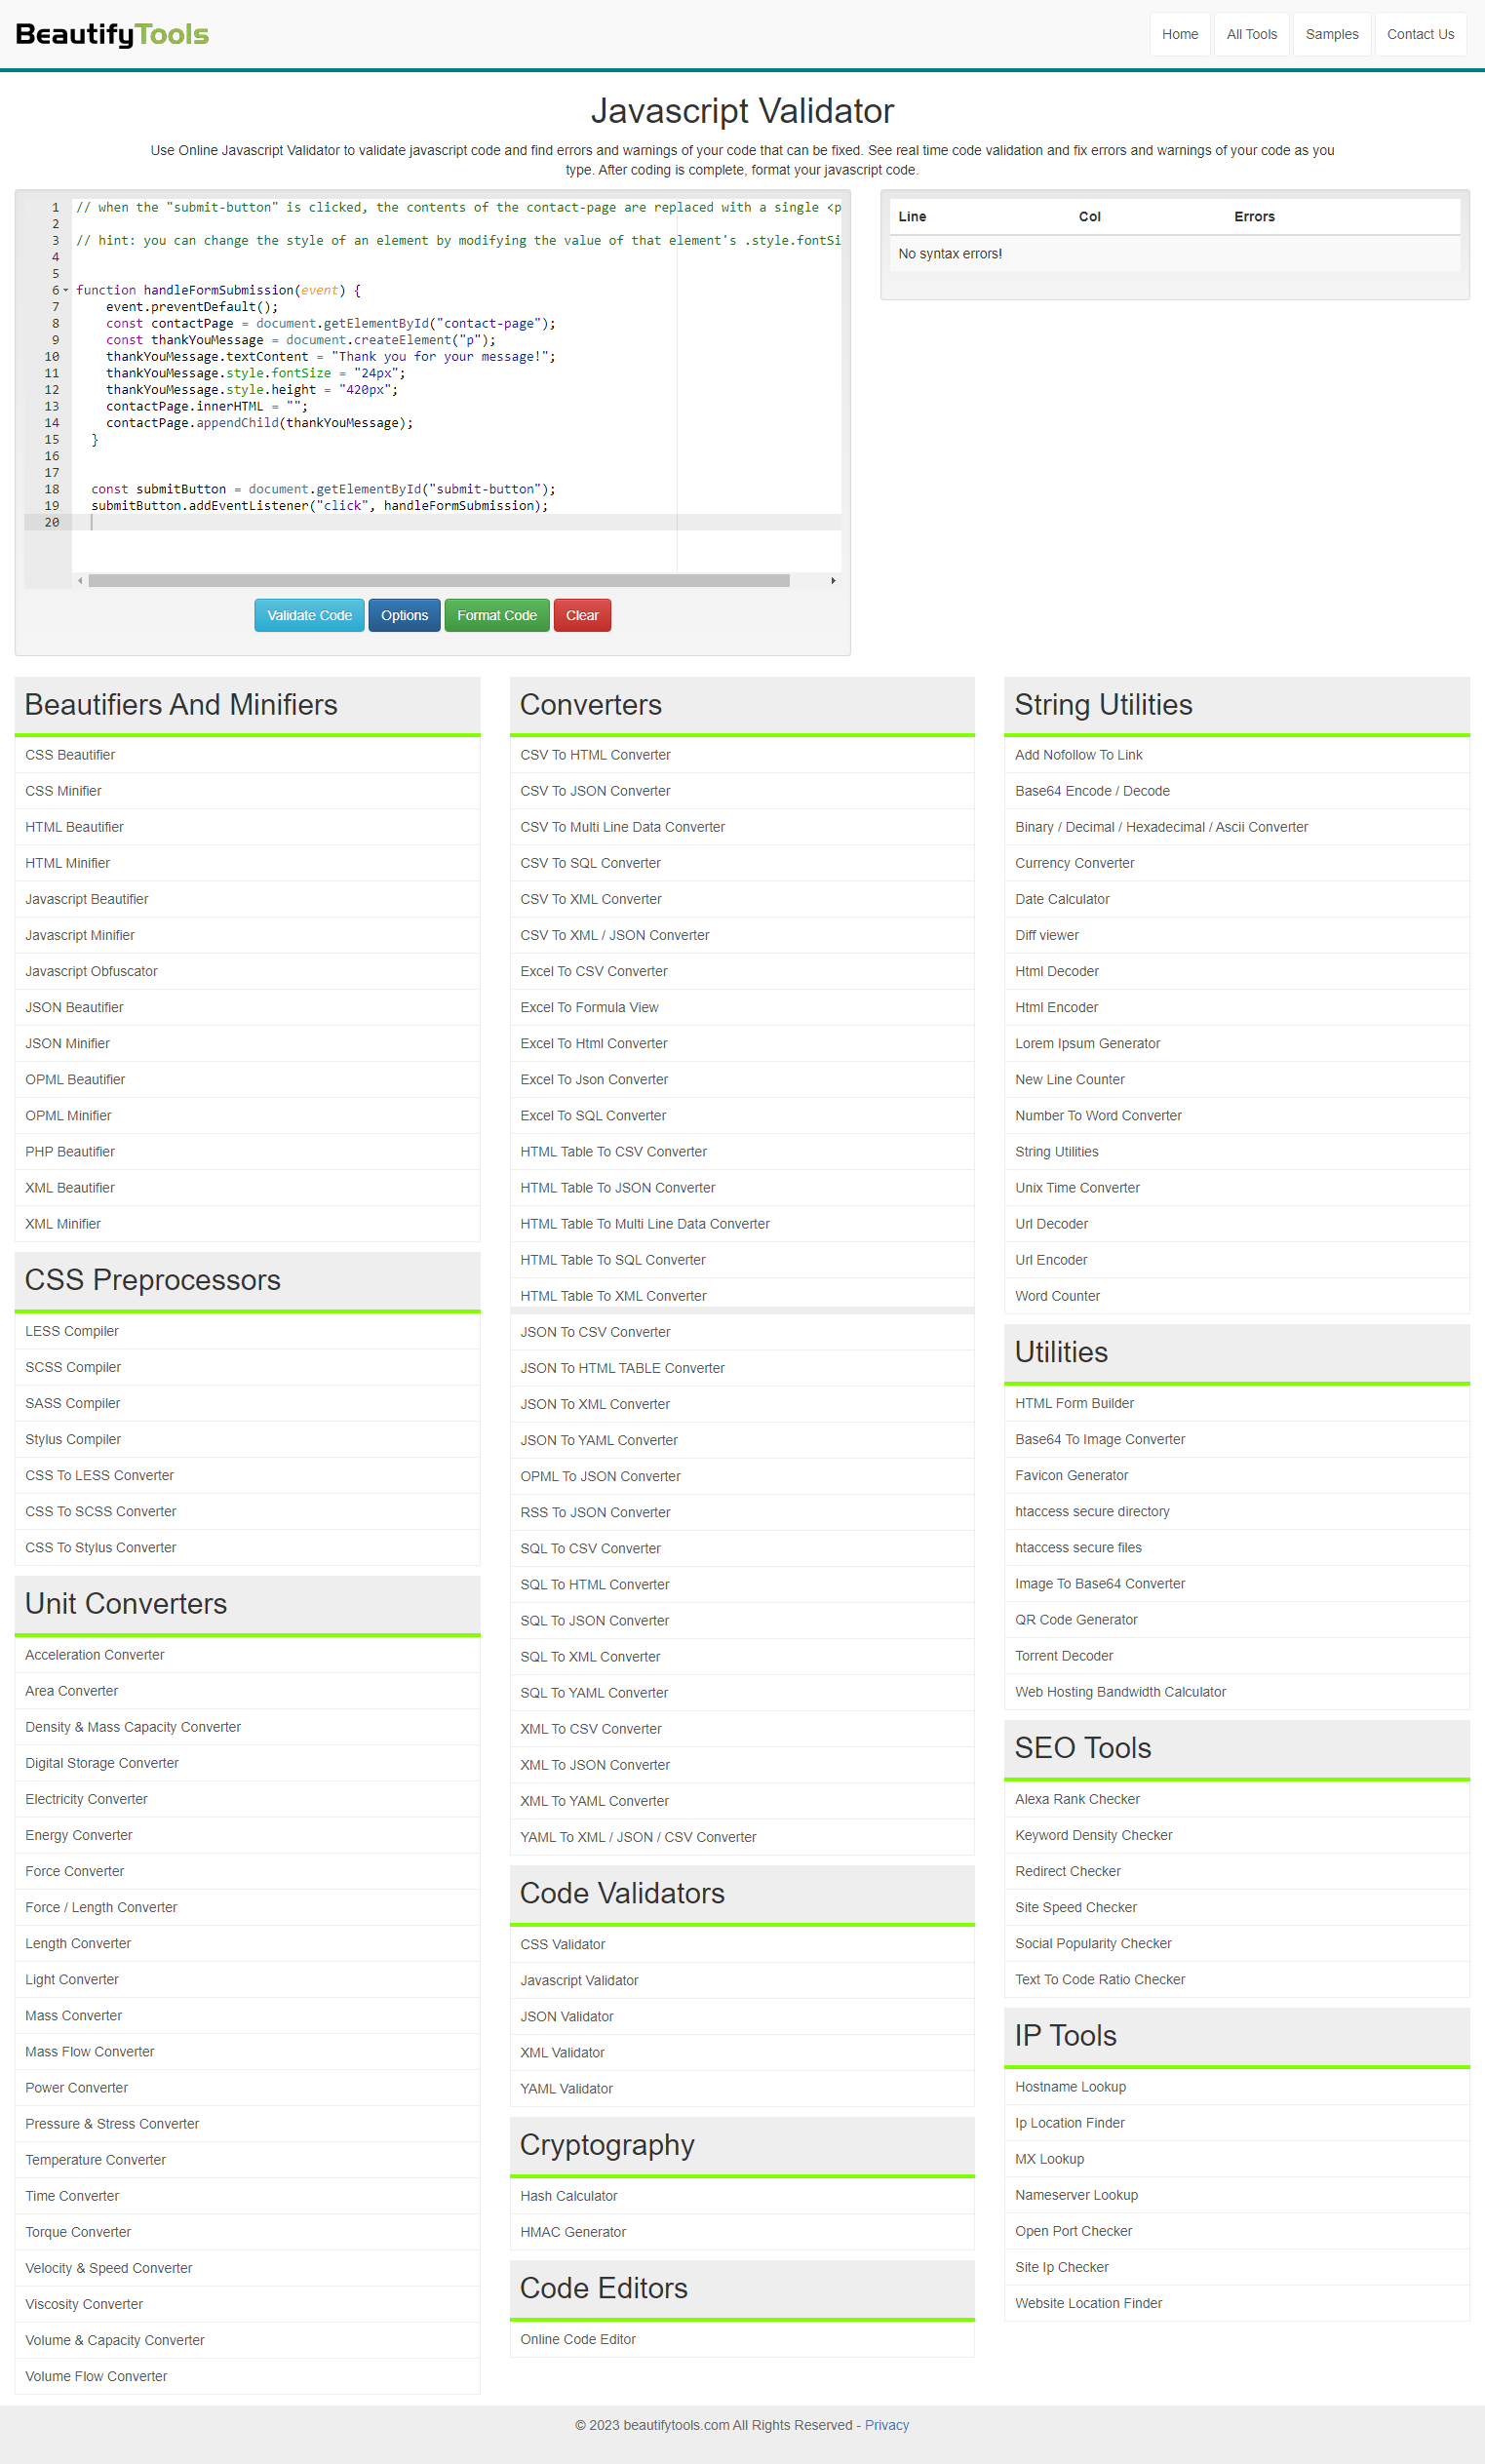 BeautifyTools
Home
All Tools
Samples
Contact Us
Javascript Validator
Use Online Javascript Validator to validate javascript code and find errors and warnings of your code that can be fixed. See real time code validation and fix errors and warnings of your code as you
type. After coding is complete, format your javascript code.
1 // when the "submit-button" is clicked, the contents of the contact-page are replaced with a single <p
2
3 // hint: you can change the style of an element by modifying the value of that element's .style.fontSi
4
5
6 function handleFormSubmission(event) {
7 event.preventDefault();
8 const contactPage = document.getElementById("contact-page");
9 const thankYouMessage = document.createElement("p");
10 thankYouMessage.textContent = "Thank you for your message!";
11 thankYouMessage.style.fontSize = "24px";
12 thankYouMessage.style.height = "420px";
13 contactPage.innerHTML = "";
14 contactPage.appendChild(thankYouMessage);
15 }
16
17
18 const submitButton = document.getElementById("submit-button");
19 submitButton.addEventListener("click", handleFormSubmission);
20
Validate Code
Options
Format Code
Clear
Line Col Errors
No syntax errors!
Beautifiers And Minifiers
CSS Beautifier
CSS Minifier
HTML Beautifier
HTML Minifier
Javascript Beautifier
Javascript Minifier
Javascript Obfuscator
JSON Beautifier
JSON Minifier
OPML Beautifier
OPML Minifier
PHP Beautifier
XML Beautifier
XML Minifier
CSS Preprocessors
LESS Compiler
SCSS Compiler
SASS Compiler
Stylus Compiler
CSS To LESS Converter
CSS To SCSS Converter
CSS To Stylus Converter
Unit Converters
Acceleration Converter
Area Converter
Density & Mass Capacity Converter
Digital Storage Converter
Electricity Converter
Energy Converter
Force Converter
Force / Length Converter
Length Converter
Light Converter
Mass Converter
Mass Flow Converter
Power Converter
Pressure & Stress Converter
Temperature Converter
Time Converter
Torque Converter
Velocity & Speed Converter
Viscosity Converter
Volume & Capacity Converter
Volume Flow Converter
Converters
CSV To HTML Converter
CSV To JSON Converter
CSV To Multi Line Data Converter
CSV To SQL Converter
CSV To XML Converter
CSV To XML / JSON Converter
Excel To CSV Converter
Excel To Formula View
Excel To Html Converter
Excel To Json Converter
Excel To SQL Converter
HTML Table To CSV Converter
HTML Table To JSON Converter
HTML Table To Multi Line Data Converter
HTML Table To SQL Converter
HTML Table To XML Converter
JSON To CSV Converter
JSON To HTML TABLE Converter
JSON To XML Converter
JSON To YAML Converter
OPML To JSON Converter
RSS To JSON Converter
SQL To CSV Converter
SQL To HTML Converter
SQL To JSON Converter
SQL To XML Converter
SQL To YAML Converter
XML To CSV Converter
XML To JSON Converter
XML To YAML Converter
YAML To XML / JSON / CSV Converter
Code Validators
CSS Validator
Javascript Validator
JSON Validator
XML Validator
YAML Validator
Cryptography
Hash Calculator
HMAC Generator
Code Editors
Online Code Editor
String Utilities
Add Nofollow To Link
Base64 Encode / Decode
Binary / Decimal / Hexadecimal / Ascii Converter
Currency Converter
Date Calculator
Diff viewer
Html Decoder
Html Encoder
Lorem Ipsum Generator
New Line Counter
Number To Word Converter
String Utilities
Unix Time Converter
Url Decoder
Url Encoder
Word Counter
Utilities
HTML Form Builder
Base64 To Image Converter
Favicon Generator
htaccess secure directory
htaccess secure files
Image To Base64 Converter
QR Code Generator
Torrent Decoder
Web Hosting Bandwidth Calculator
SEO Tools
Alexa Rank Checker
Keyword Density Checker
Redirect Checker
Site Speed Checker
Social Popularity Checker
Text To Code Ratio Checker
IP Tools
Hostname Lookup
Ip Location Finder
MX Lookup
Nameserver Lookup
Open Port Checker
Site Ip Checker
Website Location Finder
© 2023 beautifytools.com All Rights Reserved - Privacy